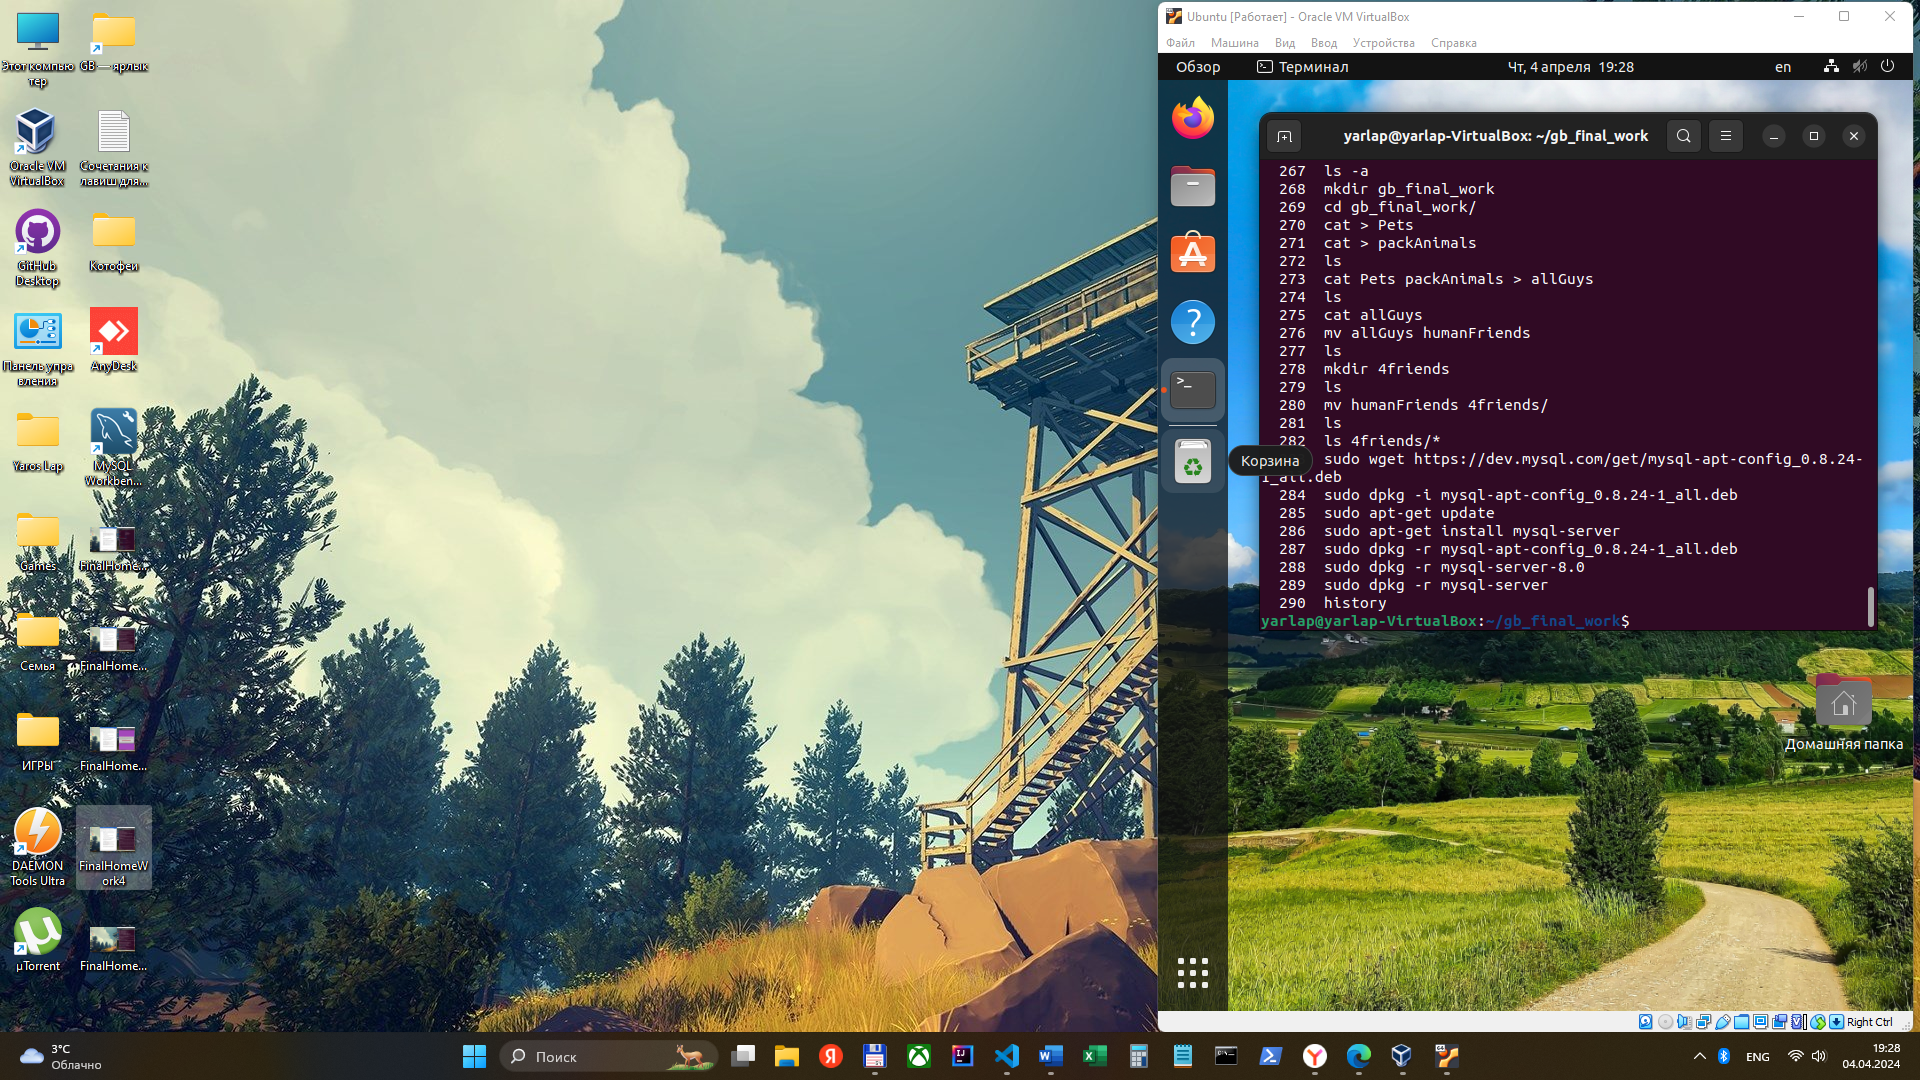 Этот компью
тер
GB — ярлык
Oracle VM
VirtualBox
Сочетания к
лавиш для...
GitHub
Desktop
Котофеи
Панель упра
вления
AnyDesk
Yaros Lap
MySQL
Workben...
Games
FinalHome...
Семья
FinalHome...
ИГРЫ
FinalHome...
DAEMON
Tools Ultra
FinalHomeW
ork4
µTorrent
FinalHome...
Ubuntu [Работает] - Oracle VM VirtualBox
Файл Машина Вид Ввод Устройства Справка
Обзор Терминал Чт, 4 апреля 19:28 en
yarlap@yarlap-VirtualBox: ~/gb_final_work
267 ls -a
268 mkdir gb_final_work
269 cd gb_final_work/
270 cat > Pets
271 cat > packAnimals
272 ls
273 cat Pets packAnimals > allGuys
274 ls
275 cat allGuys
276 mv allGuys humanFriends
277 ls
278 mkdir 4friends
279 ls
280 mv humanFriends 4friends/
281 ls
282 ls 4friends/*
Корзина
sudo wget https://dev.mysql.com/get/mysql-apt-config_0.8.24-
1_all.deb
284 sudo dpkg -i mysql-apt-config_0.8.24-1_all.deb
285 sudo apt-get update
286 sudo apt-get install mysql-server
287 sudo dpkg -r mysql-apt-config_0.8.24-1_all.deb
288 sudo dpkg -r mysql-server-8.0
289 sudo dpkg -r mysql-server
290 history
yarlap@yarlap-VirtualBox:~/gb_final_work$
Домашняя папка
Right Ctrl
3°C
Облачно
Поиск
ENG
19:28
04.04.2024